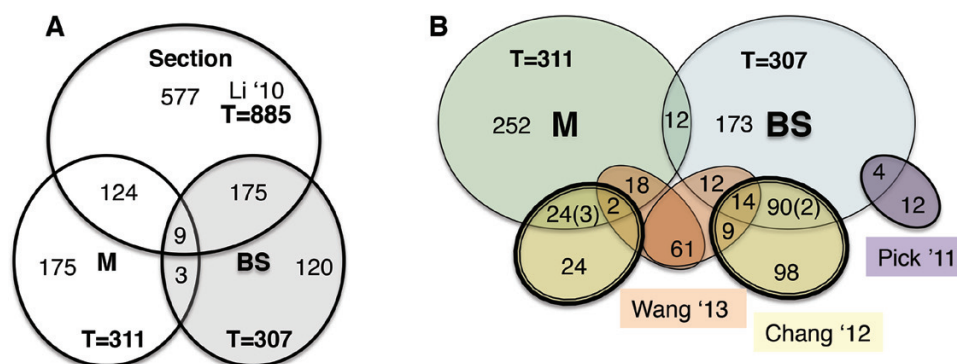 A
Section
577
Li ‘10
T=885
124
175
9
175
M
3
BS
120
T=311
T=307
B
T=311
T=307
252
M
12
173
BS
4
12
18
12
24(3)
2
14
90(2)
9
61
24
98
Pick ‘11
Wang ‘13
Chang ‘12